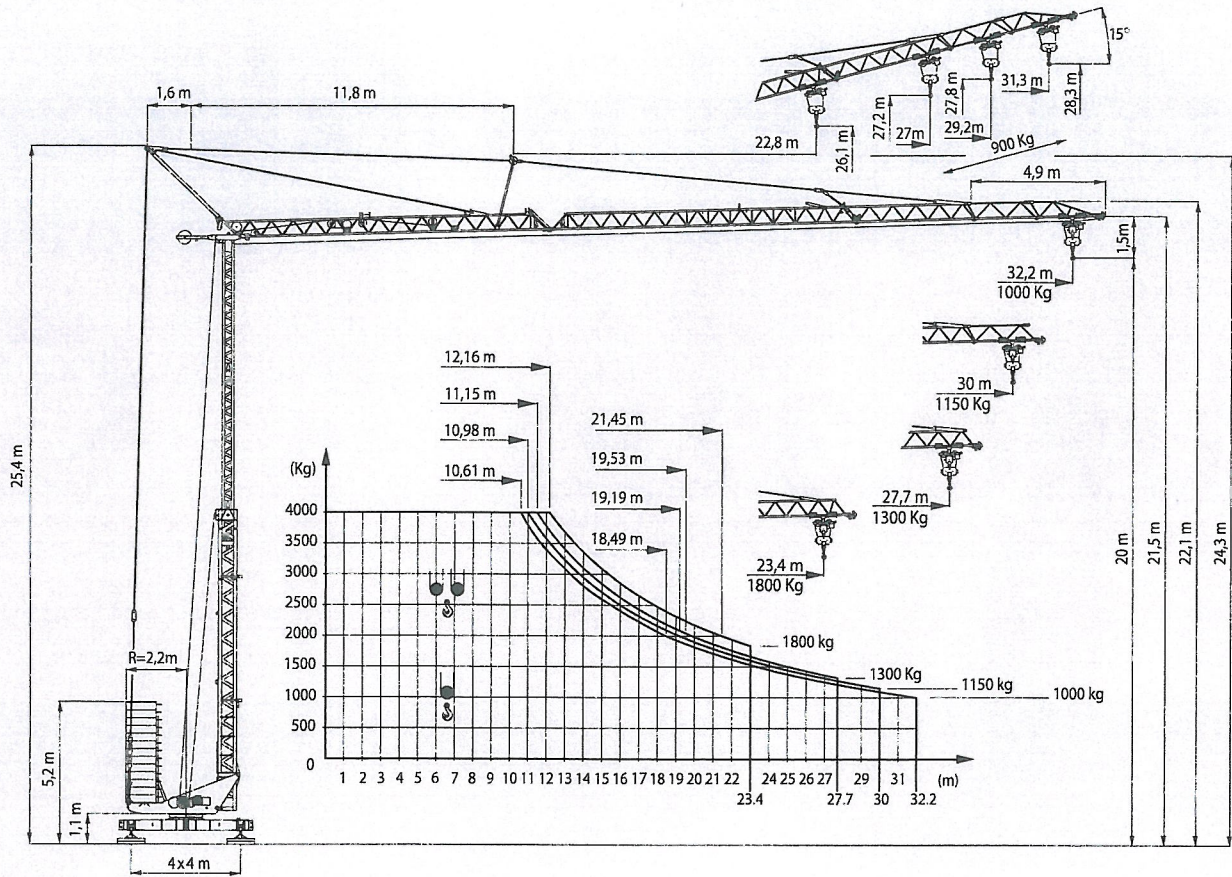 15°
1,6 m
11,8 m
22,8 m
26,1 m
27,2 m
27m
27,8 m
29,2m
31,3 m
28,3 m
900 Kg
4,9 m
1,5m
32,2 m
1000 Kg
30 m
1150 Kg
27,7 m
1300 Kg
23,4 m
1800 Kg
25,4 m
20 m
21,5 m
22,1 m
24,3 m
12,16 m
11,15 m
10,98 m
10,61 m
21,45 m
19,53 m
19,19 m
18,49 m
(Kg)
4000
3500
3000
2500
2000
1500
1000
500
0
1800 kg
1300 Kg
1150 kg
1000 kg
1 2 3 4 5 6 7 8 9 10 11 12 13 14 15 16 17 18 19 20 21 22 24 25 26 27 29 31 (m)
23.4 27.7 30 32.2
R=2,2m
5,2 m
1,1 m
4x4 m